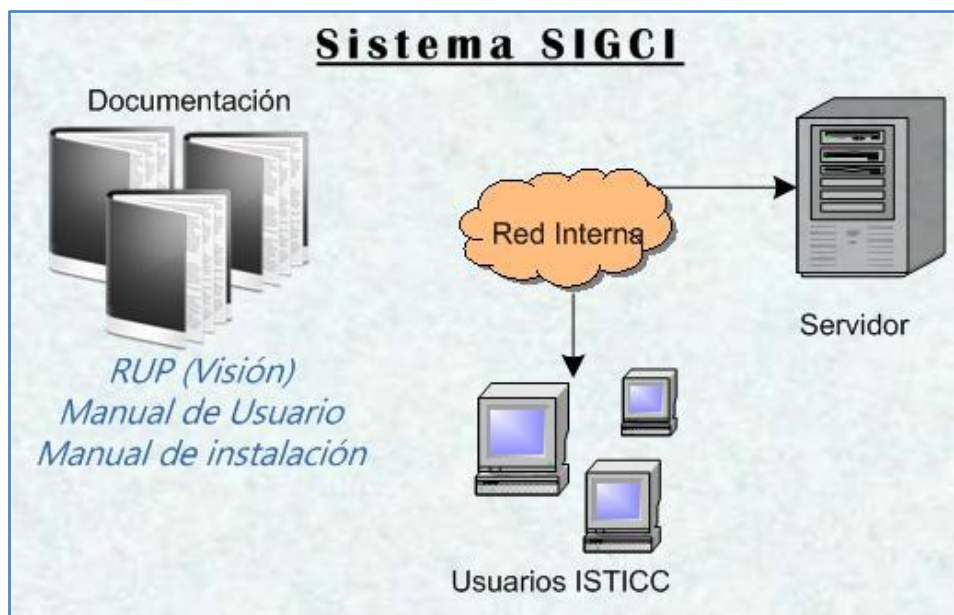 Sistema SIGCI
Documentación
RUP (Visión)
Manual de Usuario
Manual de instalación
Red Interna
Servidor
Usuarios ISTICC